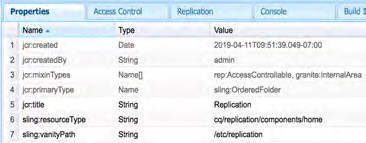 Properties Access Control Replication Console Build I
Name Type Value
1 jcr:created Date 2019-04-11T09:51:39.049-07:00
2 jcr:createdBy String admin
3 jcr:mixinTypes Name[] rep:AccessControllable, granite:InternalArea
4 jcr:primaryType Name sling:OrderedFolder
5 jcr:title String Replication
6 sling:resourceType String cq/replication/components/home
7 sling:vanityPath String /etc/replication